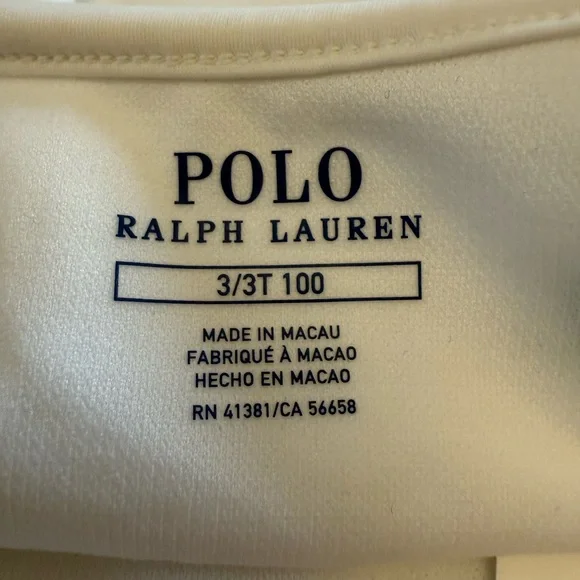 POLO
RALPH LAUREN
3/3T 100
MADE IN MACAU
FABRIQUÉ À MACAO
HECHO EN MACAO
RN 41381/CA 56658